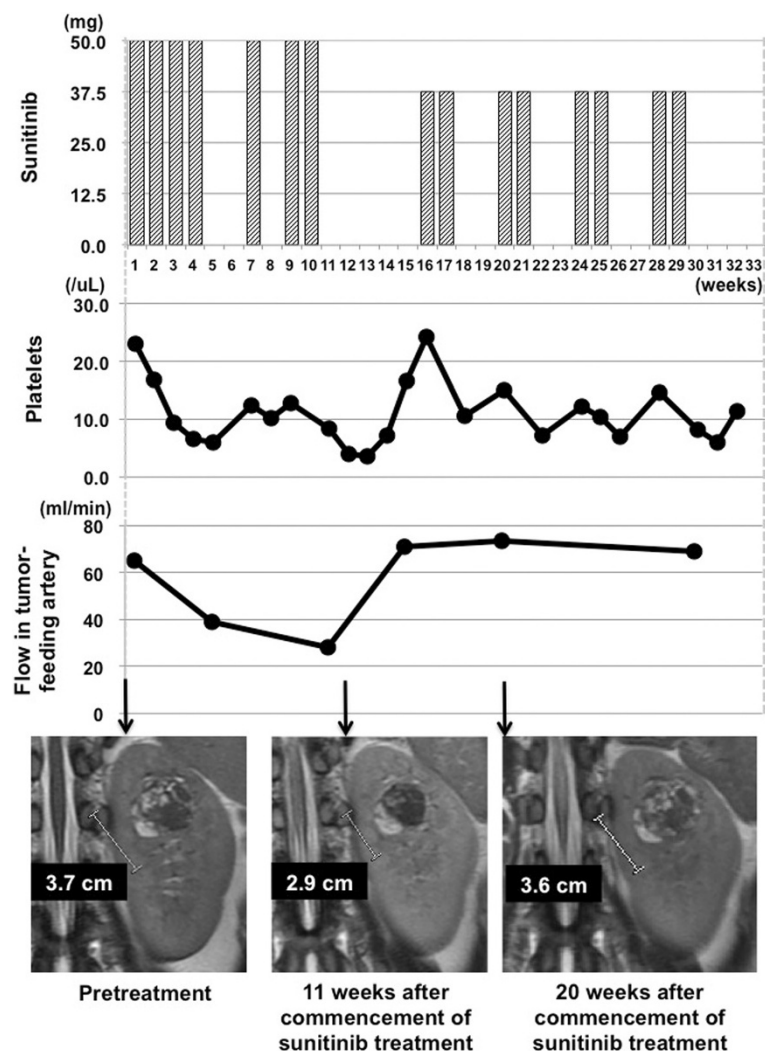 (mg)
50.0
37.5
25.0
12.5
0.0
Sunitinib
1 2 3 4 5 6 7 8 9 10 11 12 13 14 15 16 17 18 19 20 21 22 23 24 25 26 27 28 29 30 31 32 33
(weeks)
(/uL)
30.0
20.0
10.0
0.0
Platelets
(ml/min)
80
60
40
20
0
Flow in tumor-
feeding artery
3.7 cm
2.9 cm
3.6 cm
Pretreatment
11 weeks after
commencement of
sunitinib treatment
20 weeks after
commencement of
sunitinib treatment